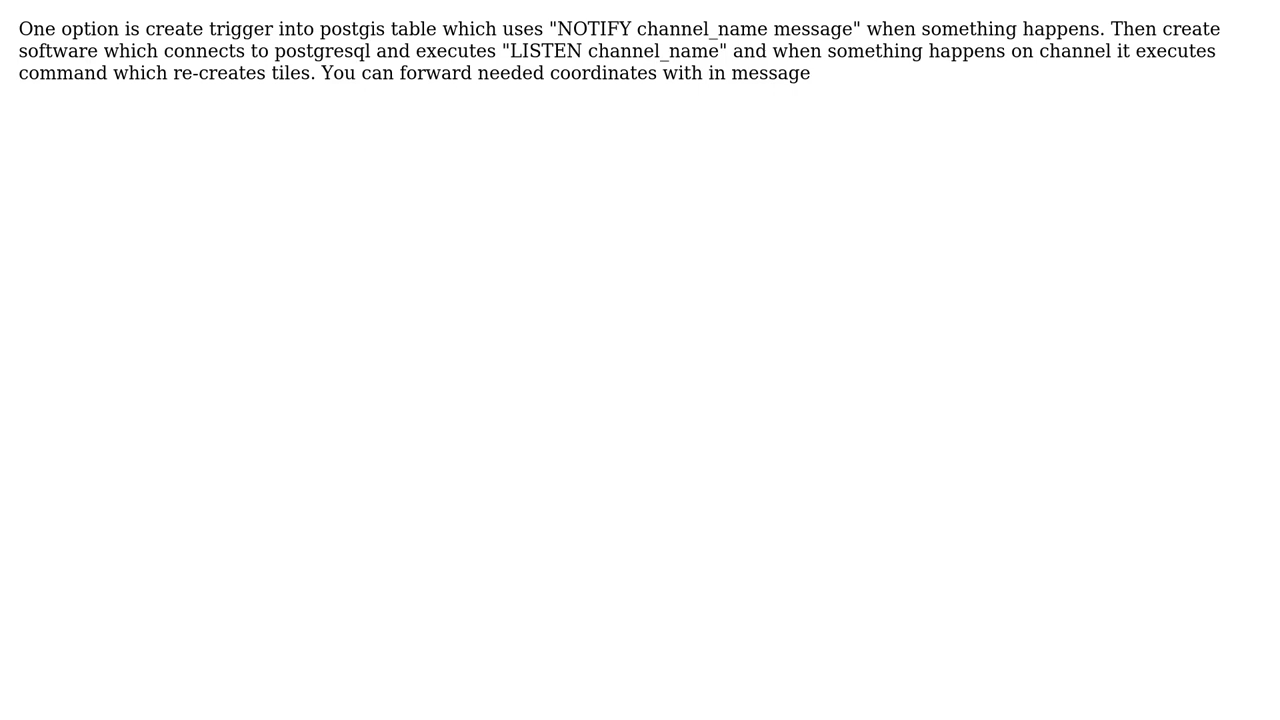 One option is create trigger into postgis table which uses "NOTIFY channel_name message" when something happens. Then create
software which connects to postgresql and executes "LISTEN channel_name" and when something happens on channel it executes
command which re-creates tiles. You can forward needed coordinates with in message